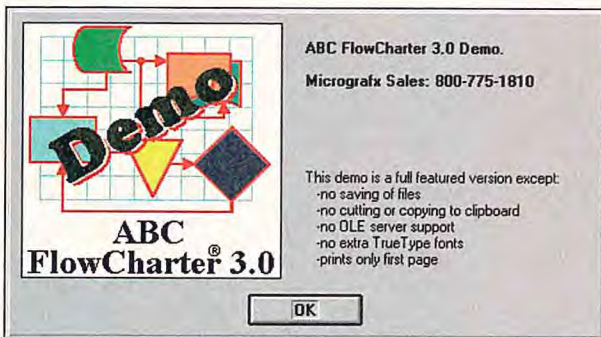 Demo
ABC
FlowCharter® 3.0
ABC FlowCharter 3.0 Demo.
Micrografx Sales: 800-775-1810
This demo is a full featured version except:
-no saving of files
-no cutting or copying to clipboard
-no OLE server support
-no extra TrueType fonts
-prints only first page
OK